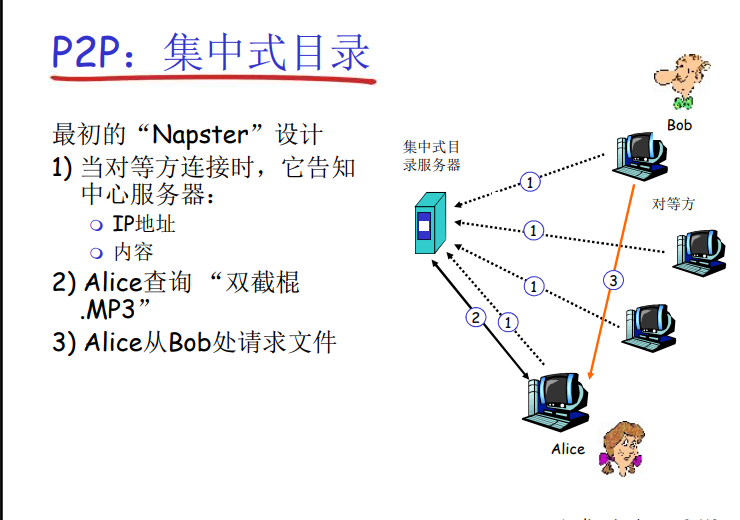 P2P：集中式目录
最初的“Napster”设计
1) 当对等方连接时，它告知
中心服务器：
IP地址
内容
2) Alice查询 “双截棍
.MP3”
3) Alice从Bob处请求文件
集中式目
录服务器
Bob
对等方
1
1
1
3
2
1
Alice